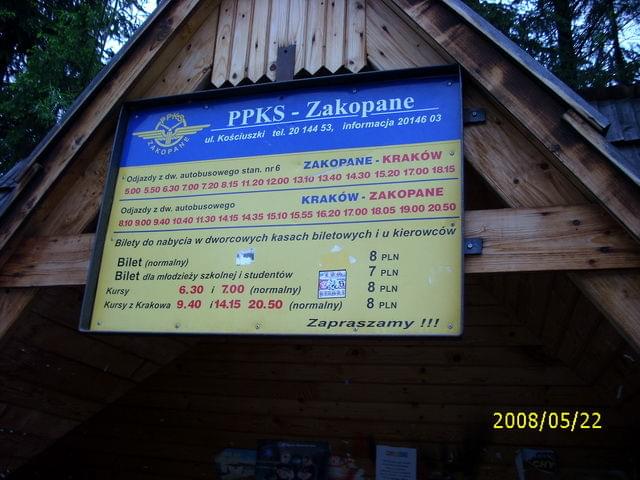 PPKS - Zakopane
PPKS
ZAKOPANE
ul. Kościuszki tel. 20 144 53, informacja 20146 03
Odjazdy z dw. autobusowego stan. nr 6 ZAKOPANE - KRAKÓW
5.00 5.50 6.30 7.00 7.20 8.15 11.20 12.00 13.10 13.40 14.30 15.20 17.00 18.15
Odjazdy z dw. autobusowego KRAKÓW - ZAKOPANE
8.10 9.00 9.40 10.40 11.30 14.15 14.35 15.10 15.55 16.20 17.00 18.05 19.00 20.50
Bilety do nabycia w dworcowych kasach biletowych i u kierowców
Bilet (normalny) 8 PLN
Bilet dla młodzieży szkolnej i studentów 7 PLN
Kursy 6.30 i 7.00 (normalny) 8 PLN
Kursy z Krakowa 9.40 i 14.15 20.50 (normalny) 8 PLN
Zapraszamy !!!
2008/05/22